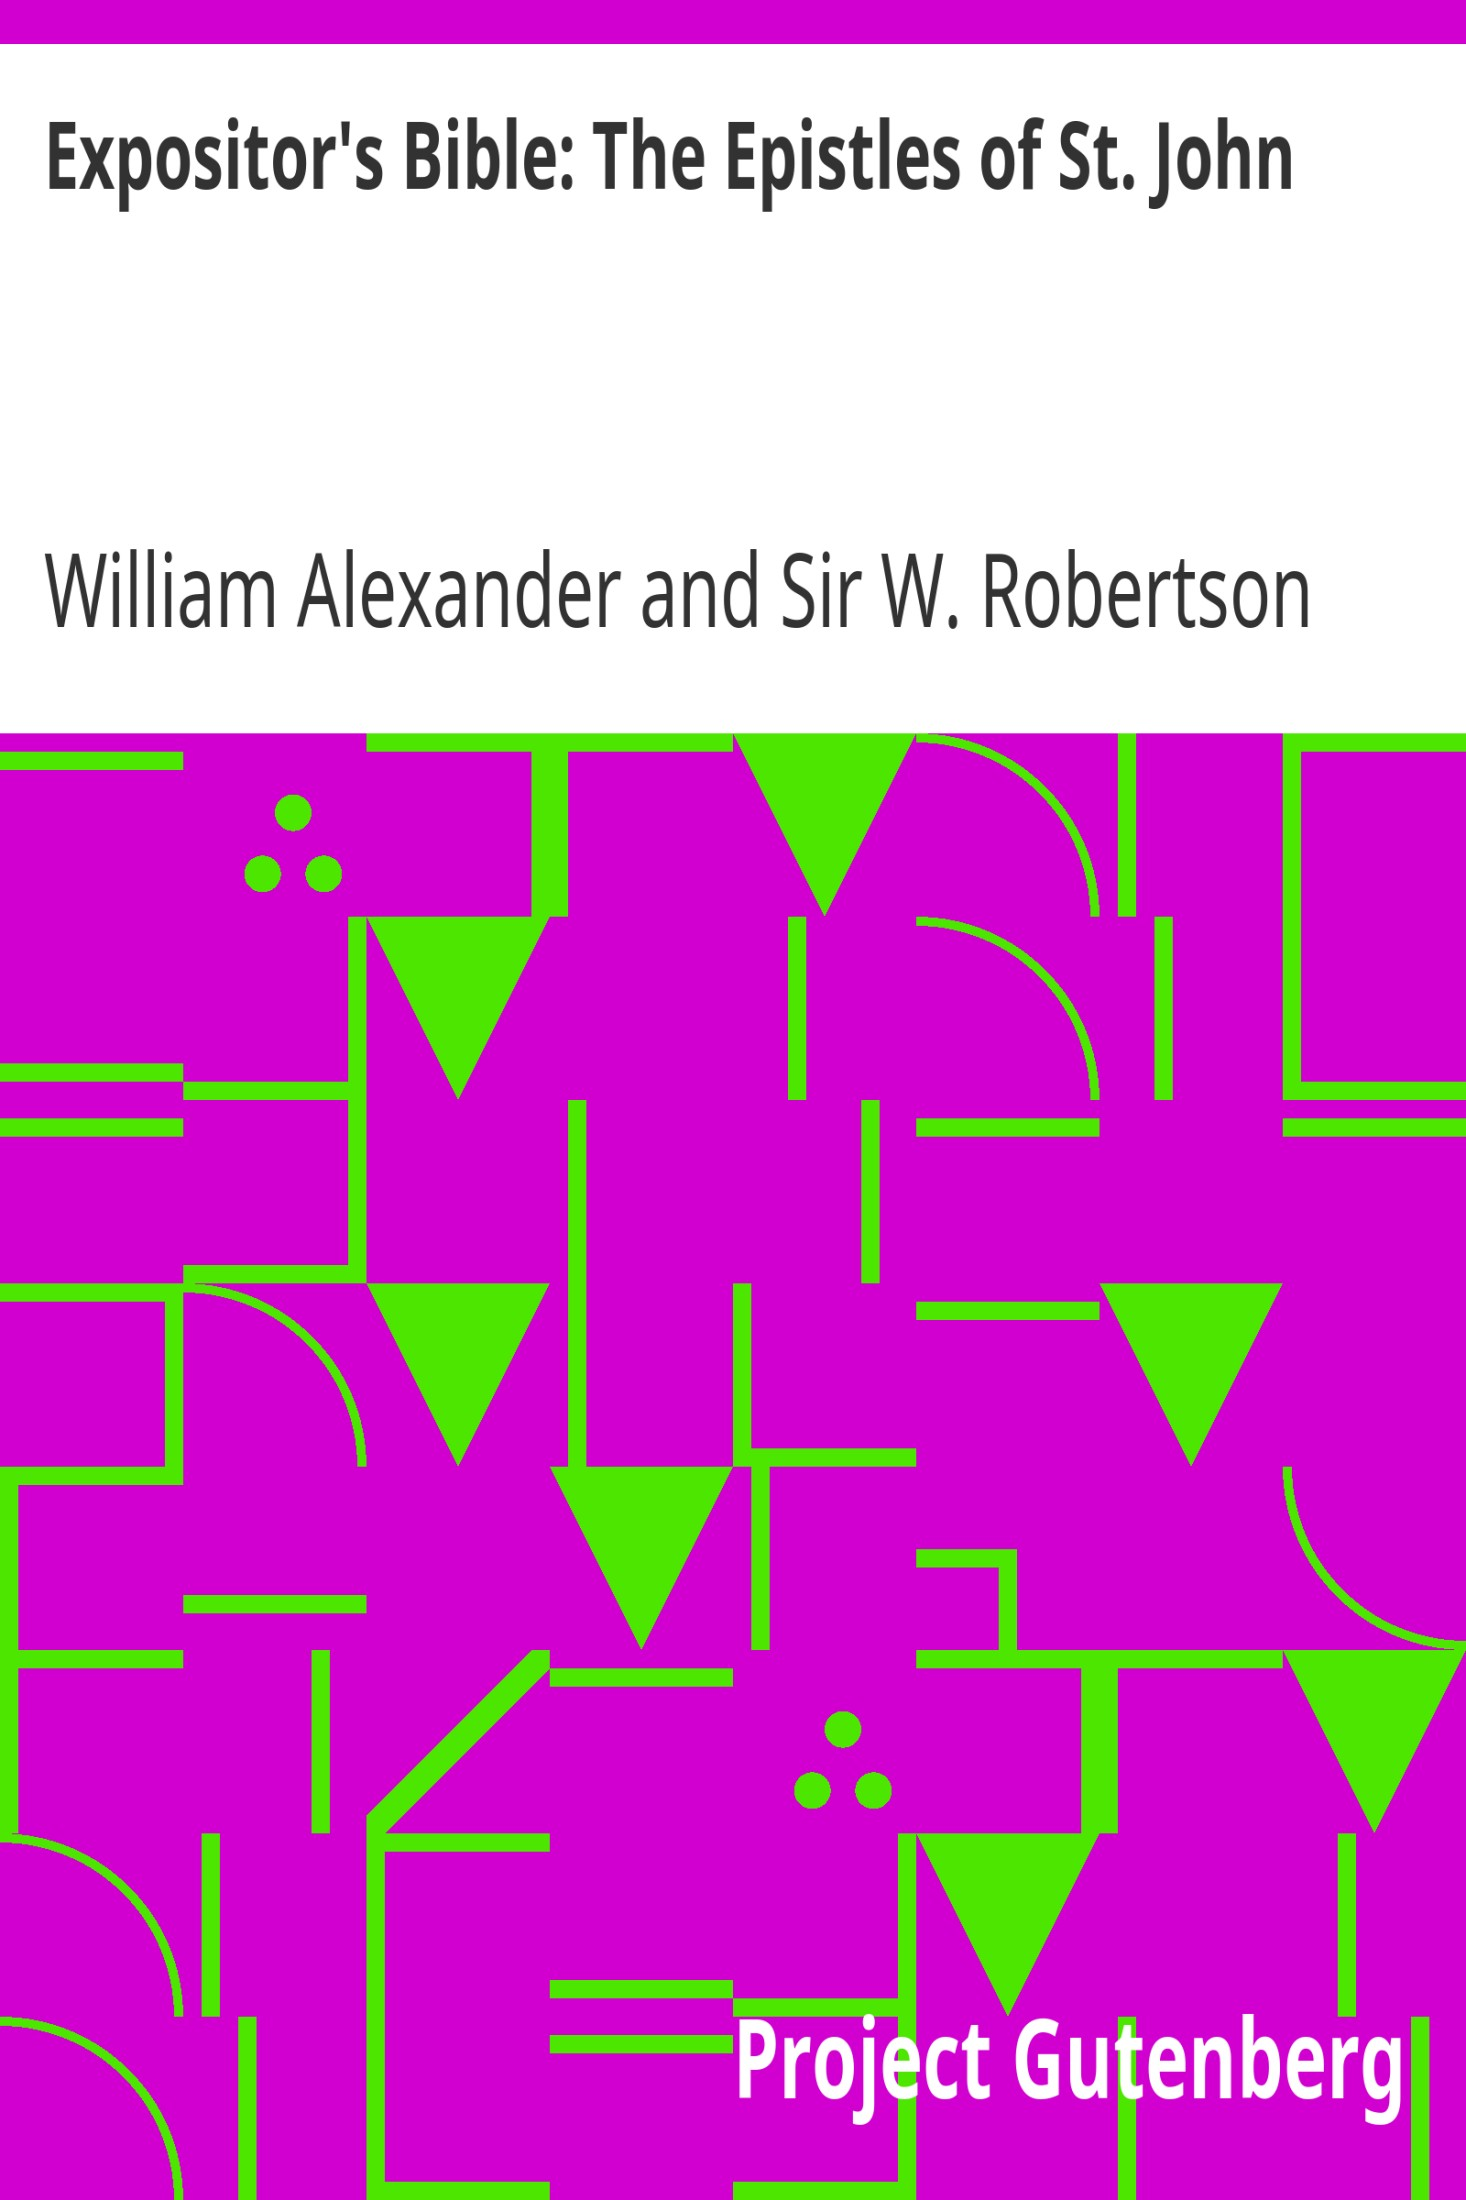 Expositor's Bible: The Epistles of St. John
William Alexander and Sir W. Robertson
Project Gutenberg